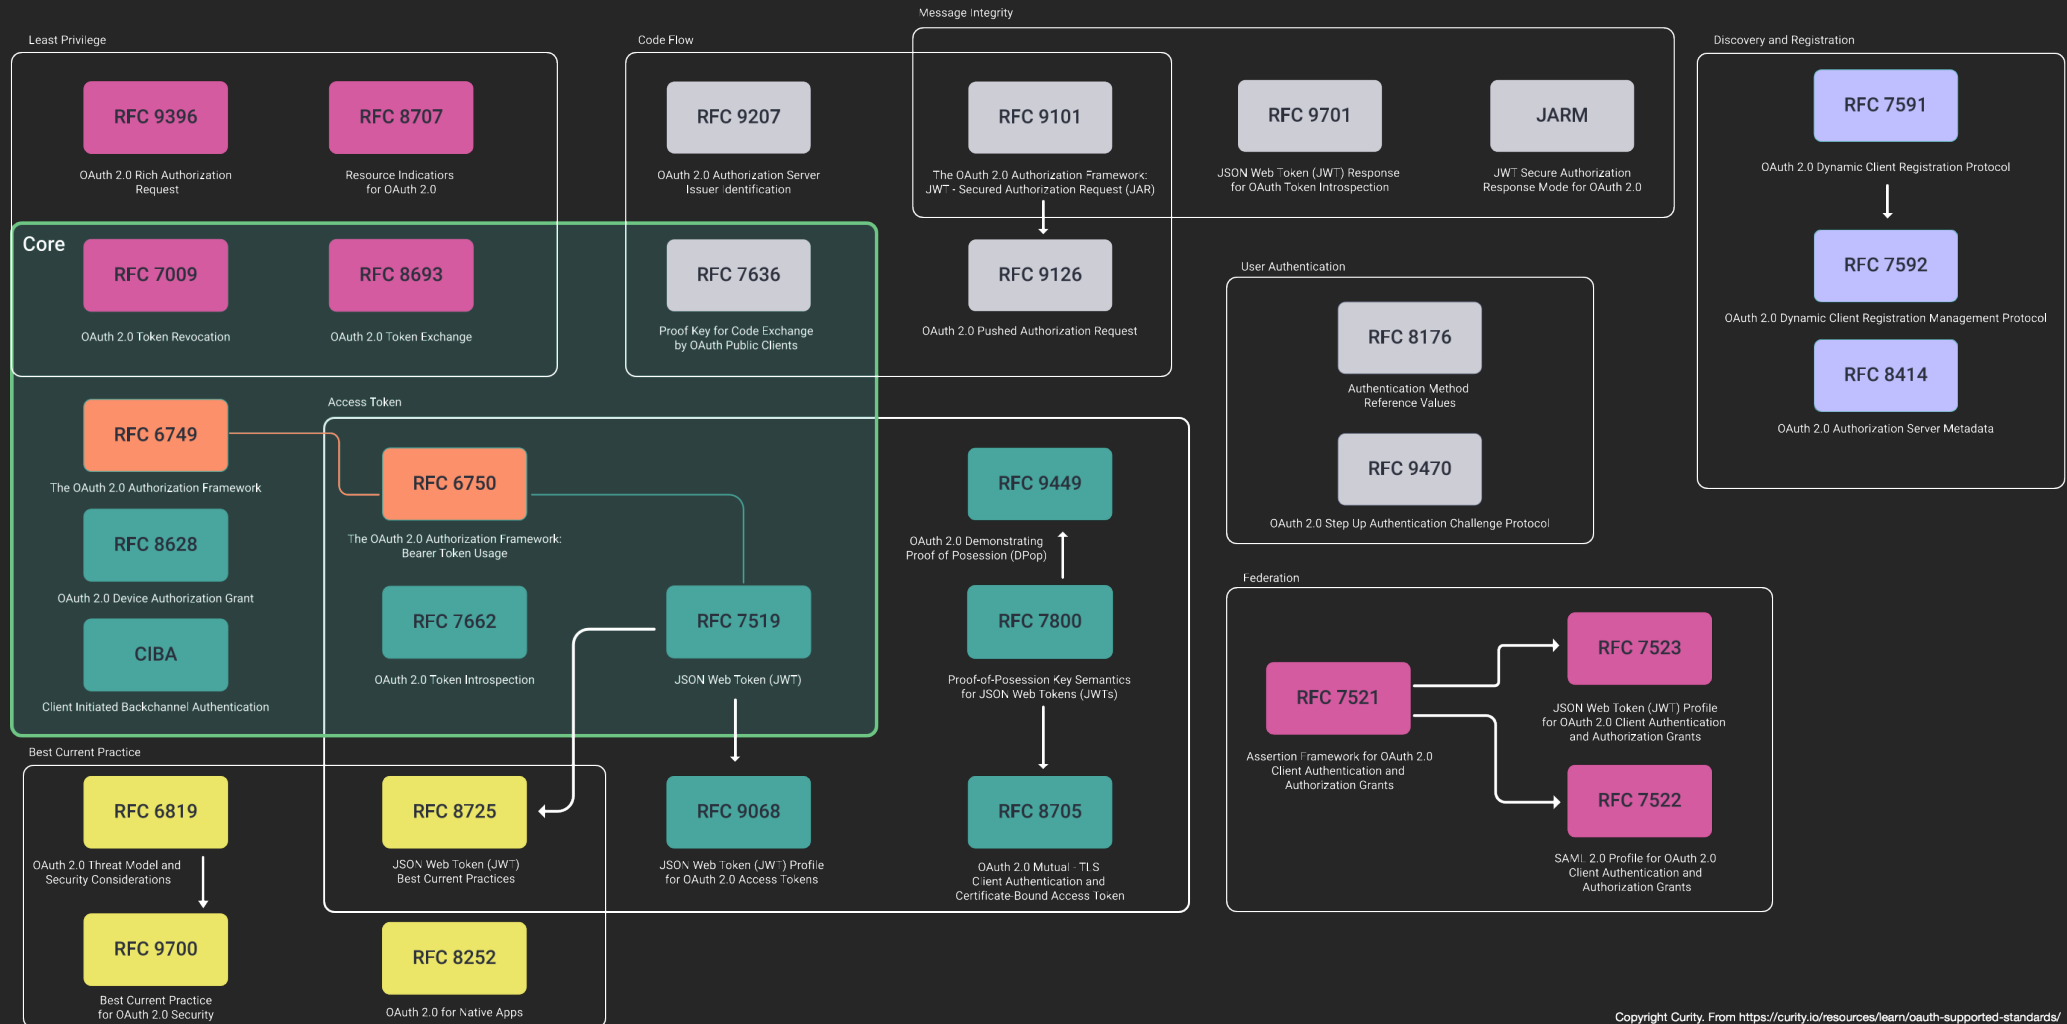 Least Privilege
RFC 9396
OAuth 2.0 Rich Authorization
Request
RFC 8707
Resource Indicatiors
for OAuth 2.0
Code Flow
RFC 9207
OAuth 2.0 Authorization Server
Issuer Identification
Message Integrity
RFC 9101
The OAuth 2.0 Authorization Framework:
JWT - Secured Authorization Request (JAR)
RFC 9701
JSON Web Token (JWT) Response
for OAuth Token Introspection
JARM
JWT Secure Authorization
Response Mode for OAuth 2.0
Discovery and Registration
RFC 7591
OAuth 2.0 Dynamic Client Registration Protocol
RFC 7592
OAuth 2.0 Dynamic Client Registration Management Protocol
RFC 8414
OAuth 2.0 Authorization Server Metadata
Core
RFC 7009
OAuth 2.0 Token Revocation
RFC 8693
OAuth 2.0 Token Exchange
RFC 7636
Proof Key for Code Exchange
by OAuth Public Clients
RFC 9126
OAuth 2.0 Pushed Authorization Request
User Authentication
RFC 8176
Authentication Method
Reference Values
RFC 9470
OAuth 2.0 Step Up Authentication Challenge Protocol
RFC 6749
The OAuth 2.0 Authorization Framework
RFC 8628
OAuth 2.0 Device Authorization Grant
CIBA
Client Initiated Backchannel Authentication
Access Token
RFC 6750
The OAuth 2.0 Authorization Framework:
Bearer Token Usage
RFC 7662
OAuth 2.0 Token Introspection
RFC 7519
JSON Web Token (JWT)
RFC 9449
OAuth 2.0 Demonstrating
Proof of Posession (DPop)
RFC 7800
Proof-of-Posession Key Semantics
for JSON Web Tokens (JWTs)
Federation
RFC 7521
Assertion Framework for OAuth 2.0
Client Authentication and
Authorization Grants
RFC 7523
JSON Web Token (JWT) Profile
for OAuth 2.0 Client Authentication
and Authorization Grants
RFC 7522
SAML 2.0 Profile for OAuth 2.0
Client Authentication and
Authorization Grants
Best Current Practice
RFC 6819
OAuth 2.0 Threat Model and
Security Considerations
RFC 8725
JSON Web Token (JWT)
Best Current Practices
RFC 9068
JSON Web Token (JWT) Profile
for OAuth 2.0 Access Tokens
RFC 8705
OAuth 2.0 Mutual - TLS
Client Authentication and
Certificate-Bound Access Token
RFC 9700
Best Current Practice
for OAuth 2.0 Security
RFC 8252
OAuth 2.0 for Native Apps
Copyright Curity. From https://curity.io/resources/learn/oauth-supported-standards/